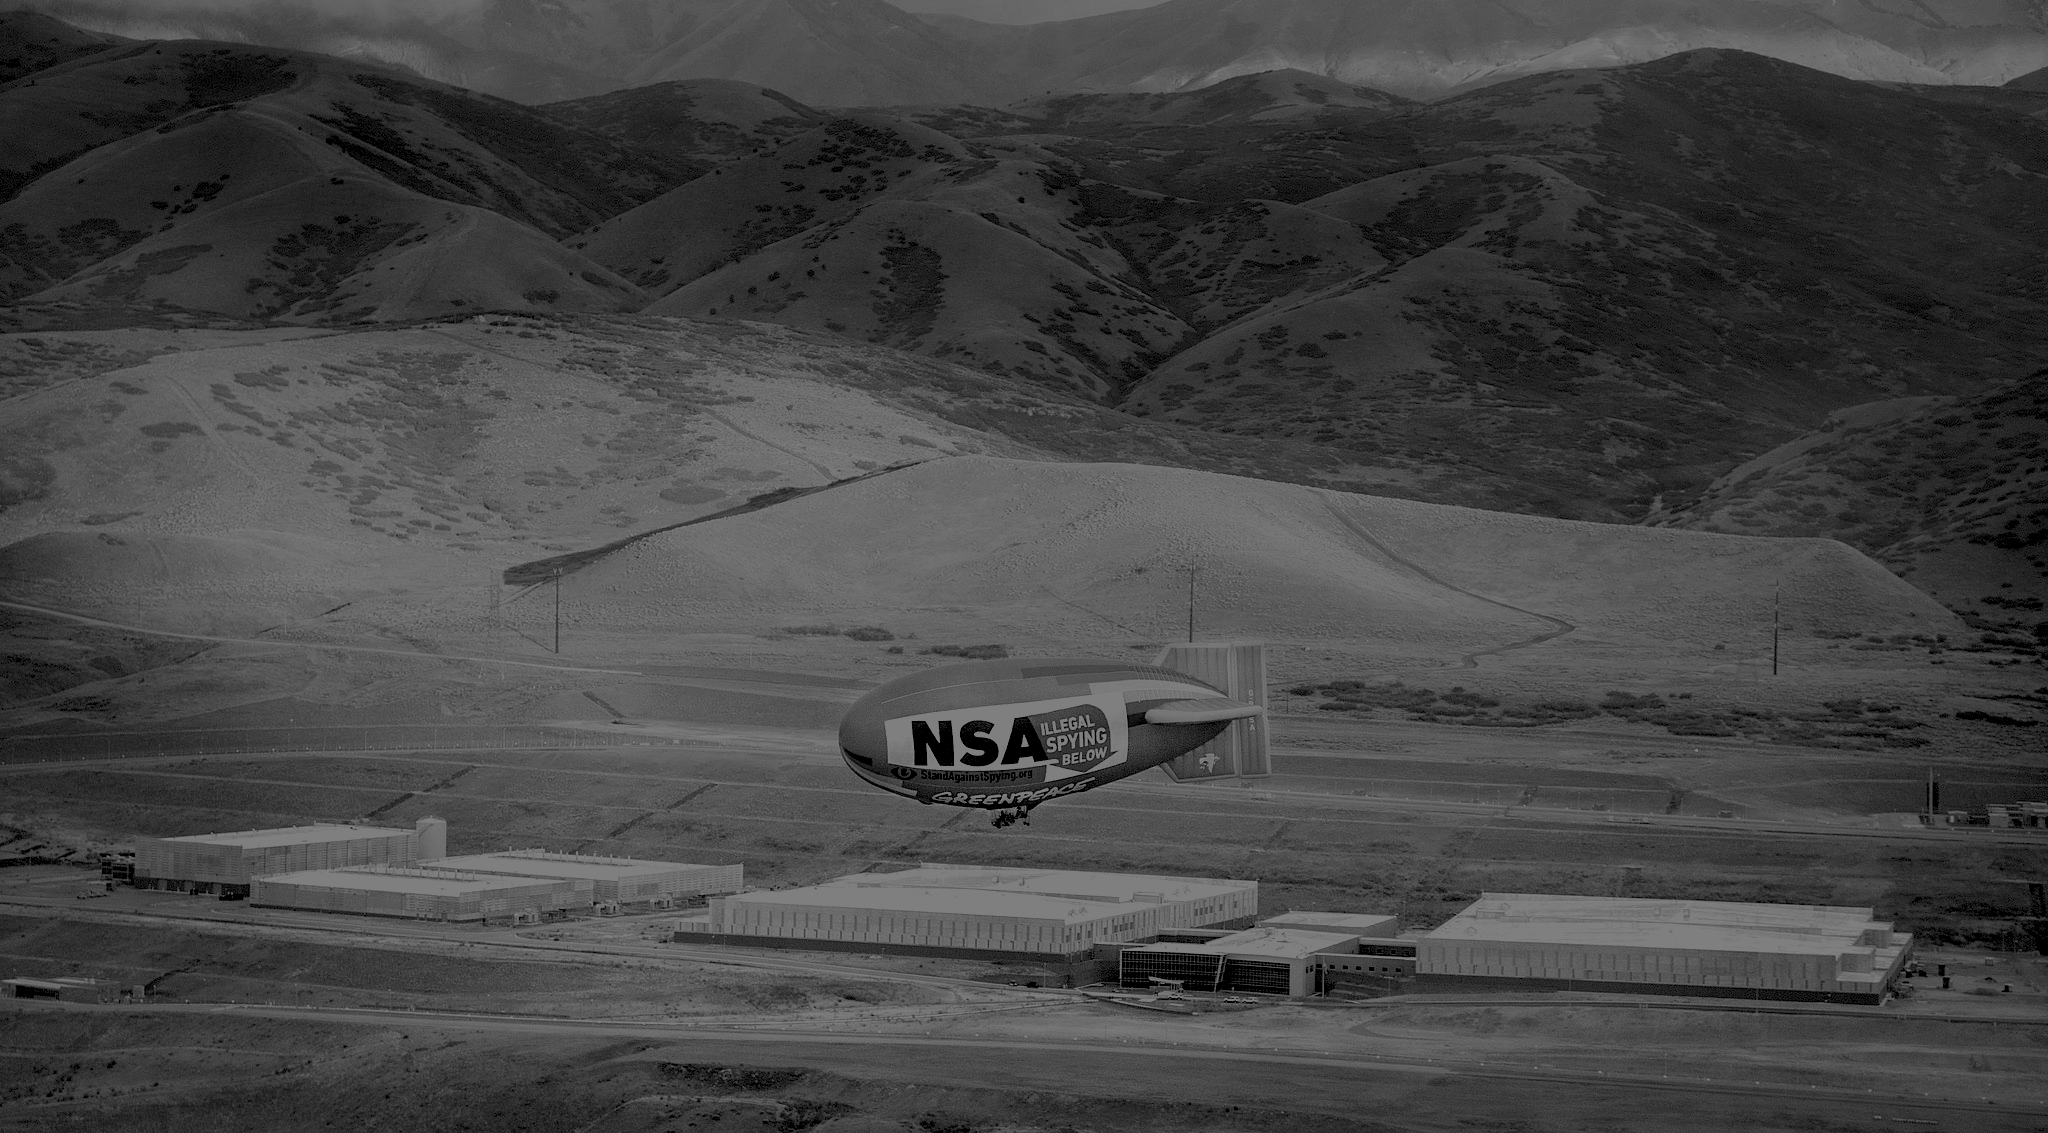 NSA
ILLEGAL
SPYING
BELOW
StandAgainstSpying.org
GREENPEACE